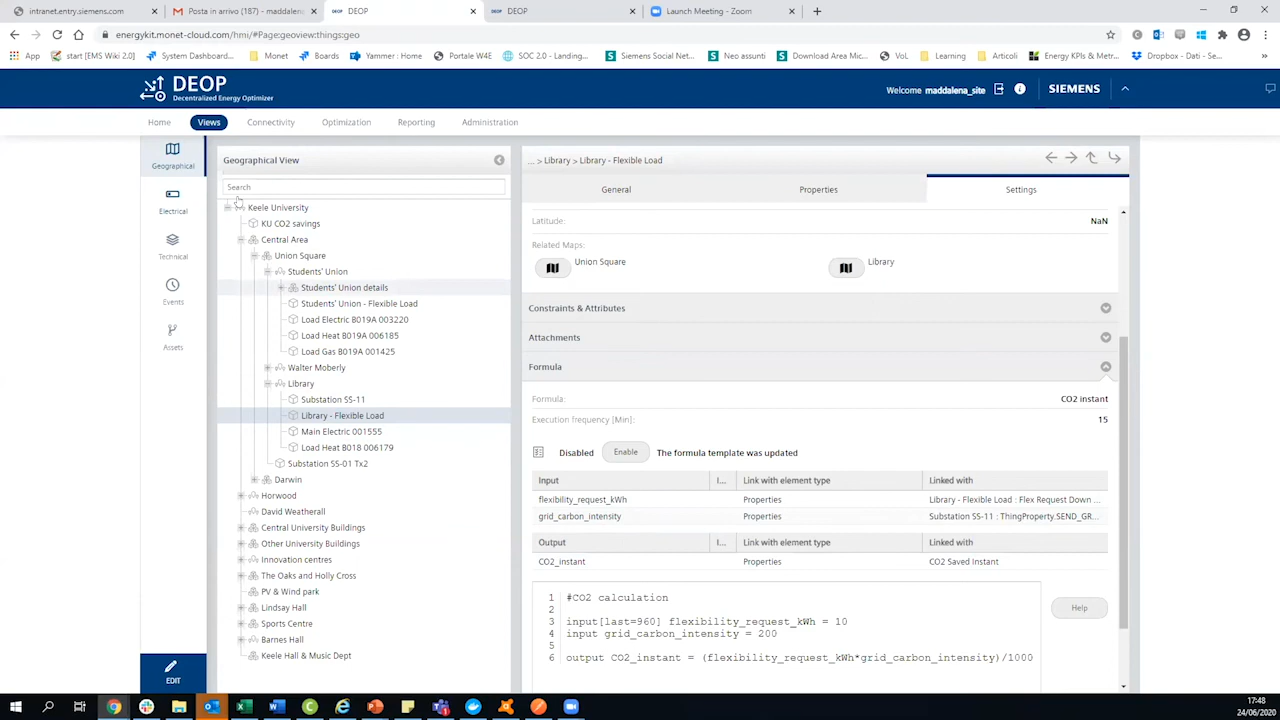 intranet.entry.siemens.com
Posta in arrivo (187) - maddalena
DEOP
DEOP
Launch Meeting - Zoom
energykit.monet-cloud.com/hmi/#Page:geoview:things:geo
App
start [EMS Wiki 2.0]
System Dashboard...
Monet
Boards
Yammer : Home
Portale W4E
SOC 2.0 - Landing...
Siemens Social Net...
Neo assunti
Download Area Mic...
VoL
Learning
Articoli
Energy KPIs & Metr...
Dropbox - Dati - Se...
DEOP
Decentralized Energy Optimizer
Welcome maddalena_site
SIEMENS
Home
Views
Connectivity
Optimization
Reporting
Administration
Geographical
Electrical
Technical
Events
Assets
EDIT
Geographical View
Search
Keele University
KU CO2 savings
Central Area
Union Square
Students' Union
Students' Union details
Students' Union - Flexible Load
Load Electric B019A 003220
Load Heat B019A 006185
Load Gas B019A 001425
Walter Moberly
Library
Substation SS-11
Library - Flexible Load
Main Electric 001555
Load Heat B018 006179
Substation SS-01 Tx2
Darwin
Horwood
David Weatherall
Central University Buildings
Other University Buildings
Innovation centres
The Oaks and Holly Cross
PV & Wind park
Lindsay Hall
Sports Centre
Barnes Hall
Keele Hall & Music Dept
... > Library > Library - Flexible Load
General
Properties
Settings
Latitude: NaN
Related Maps:
Union Square
Library
Constraints & Attributes
Attachments
Formula
Formula: CO2 instant
Execution frequency [Min]: 15
Disabled Enable The formula template was updated
Input I... Link with element type Linked with
flexibility_request_kWh Properties Library - Flexible Load : Flex Request Down ...
grid_carbon_intensity Properties Substation SS-11 : ThingProperty.SEND_GR...
Output I... Link with element type Linked with
CO2_instant Properties CO2 Saved Instant
1 #CO2 calculation
2
3 input[last=960] flexibility_request_kWh = 10
4 input grid_carbon_intensity = 200
5
6 output CO2_instant = (flexibility_request_kWh*grid_carbon_intensity)/1000
Help
17:48
24/06/2020